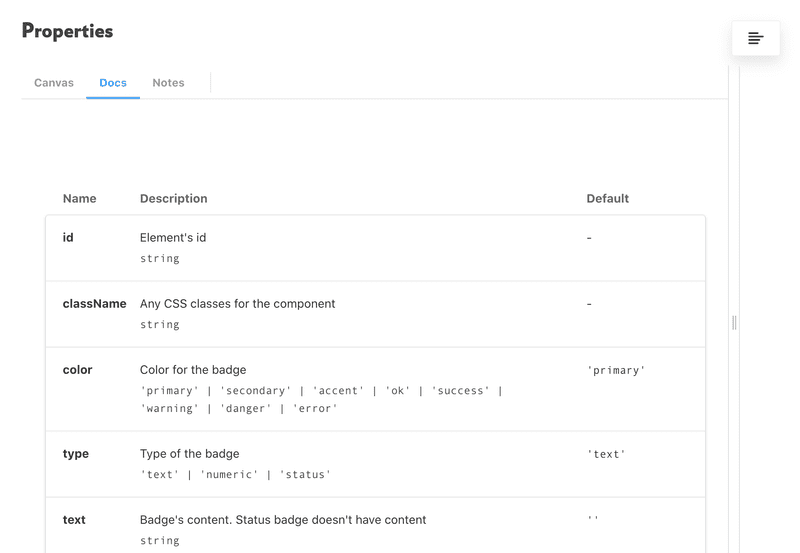 Properties
Canvas Docs Notes
Name Description Default
id Element's id -
string
className Any CSS classes for the component -
string
color Color for the badge 'primary'
'primary' | 'secondary' | 'accent' | 'ok' | 'success' |
'warning' | 'danger' | 'error'
type Type of the badge 'text'
'text' | 'numeric' | 'status'
text Badge's content. Status badge doesn't have content ''
string